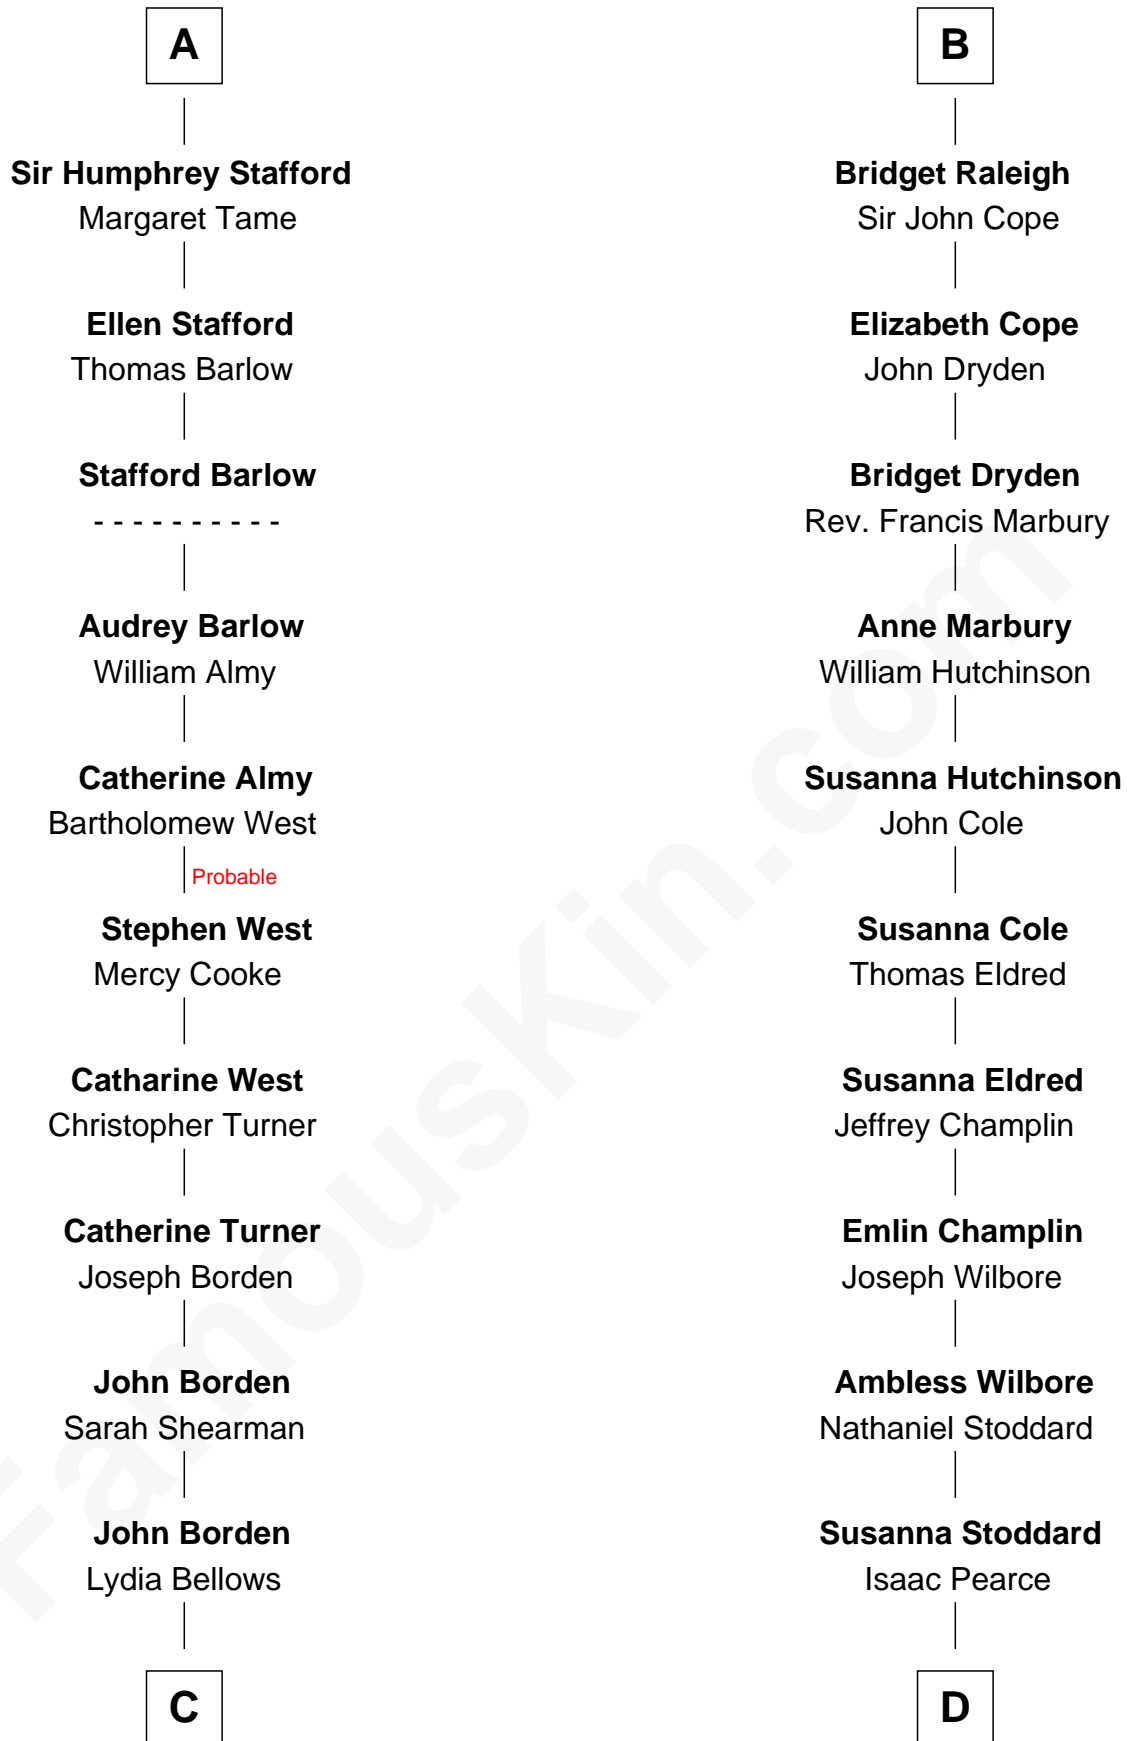 A
Sir Humphrey Stafford
Margaret Tame
Ellen Stafford
Thomas Barlow
Stafford Barlow
- - - - - - - - - -
Audrey Barlow
William Almy
Catherine Almy
Bartholomew West
Probable
Stephen West
Mercy Cooke
Catharine West
Christopher Turner
Catherine Turner
Joseph Borden
John Borden
Sarah Shearman
John Borden
Lydia Bellows
C
B
Bridget Raleigh
Sir John Cope
Elizabeth Cope
John Dryden
Bridget Dryden
Rev. Francis Marbury
Anne Marbury
William Hutchinson
Susanna Hutchinson
John Cole
Susanna Cole
Thomas Eldred
Susanna Eldred
Jeffrey Champlin
Emlin Champlin
Joseph Wilbore
Ambless Wilbore
Nathaniel Stoddard
Susanna Stoddard
Isaac Pearce
D
FamousKin.com